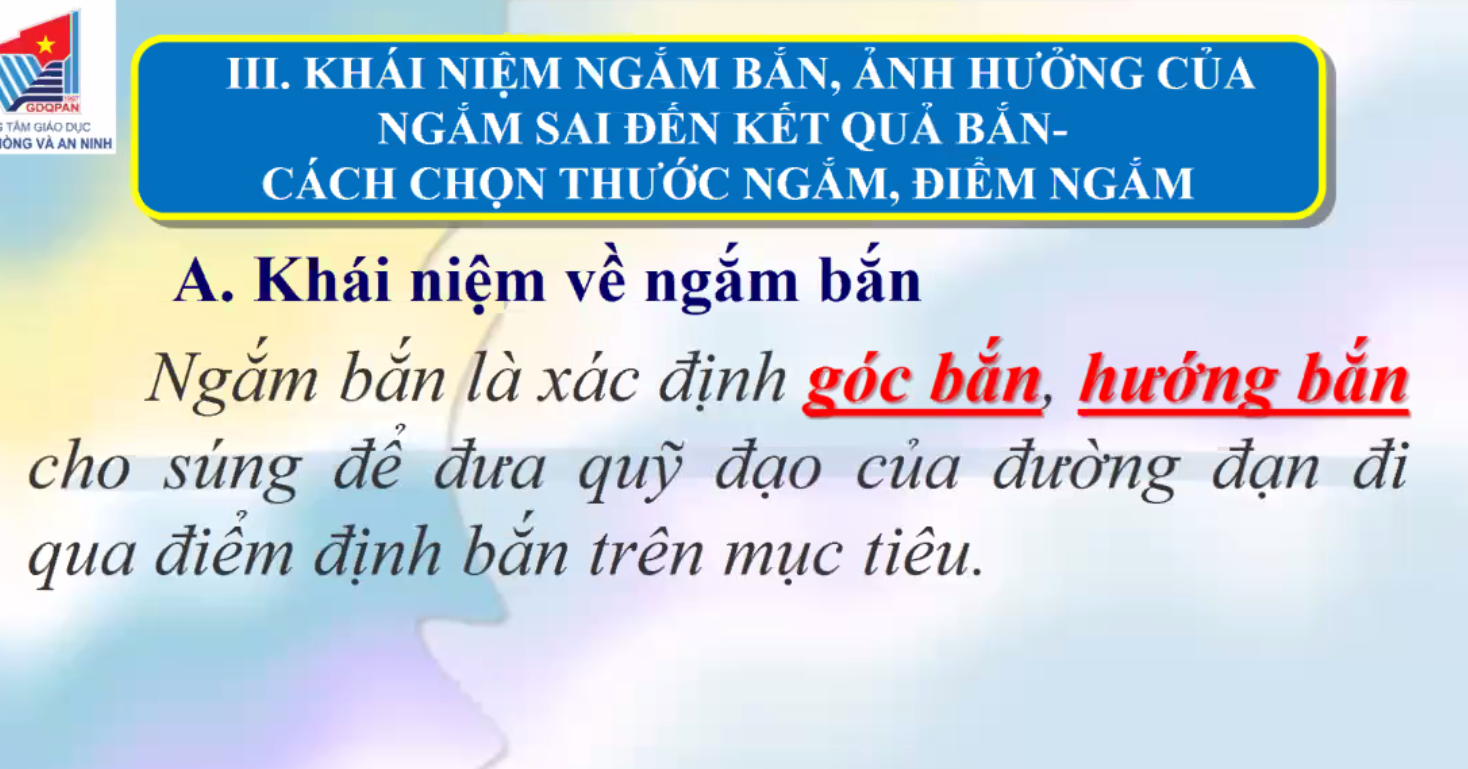 GDQPAN
TÂM GIÁO DỤC
VÀ AN NINH
III. KHÁI NIỆM NGẮM BẮN, ẢNH HƯỞNG CỦA
NGẮM SAI ĐẾN KẾT QUẢ BẮN-
CÁCH CHỌN THƯỚC NGẮM, ĐIỂM NGẮM
A. Khái niệm về ngắm bắn
Ngắm bắn là xác định góc bắn, hướng bắn
cho súng để đưa quỹ đạo của đường đạn đi
qua điểm định bắn trên mục tiêu.